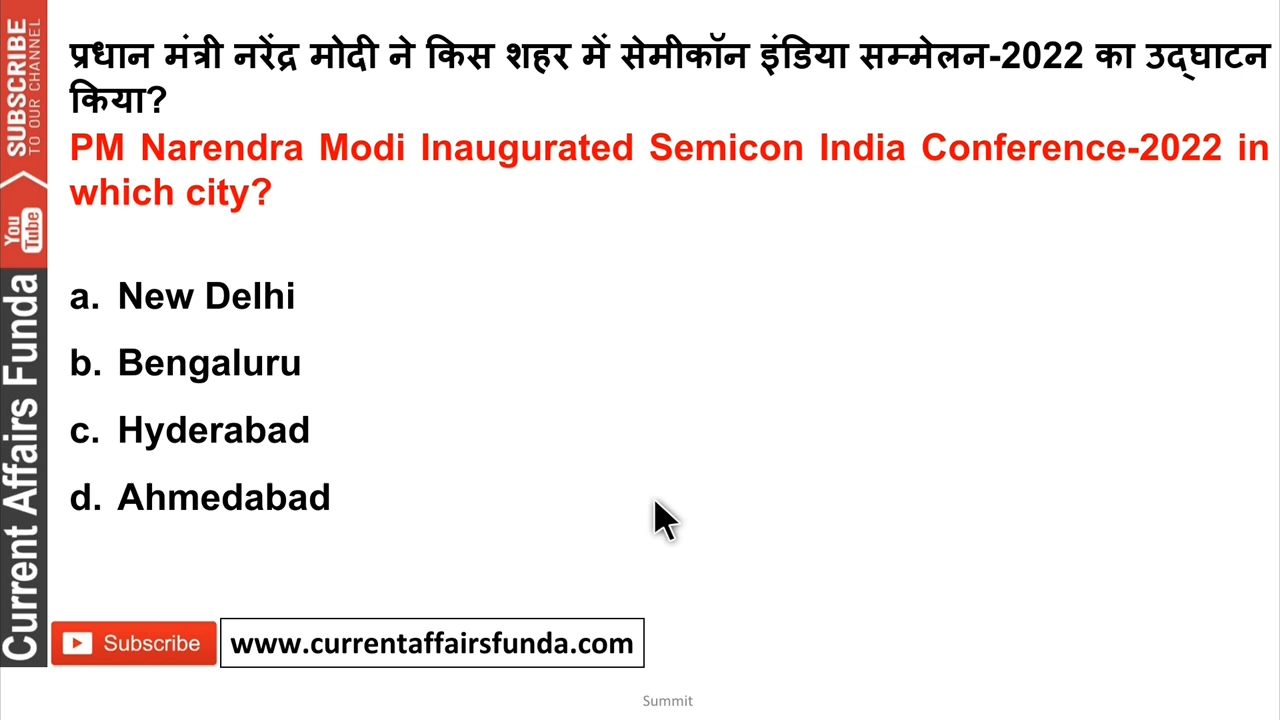 प्रधान मंत्री नरेंद्र मोदी ने किस शहर में सेमीकॉन इंडिया सम्मेलन-2022 का उद्घाटन
किया?
PM Narendra Modi Inaugurated Semicon India Conference-2022 in
which city?
a. New Delhi
b. Bengaluru
c. Hyderabad
d. Ahmedabad
SUBSCRIBE
TO OUR CHANNEL
You
Tube
Current Affairs Funda
Subscribe
www.currentaffairsfunda.com
Summit